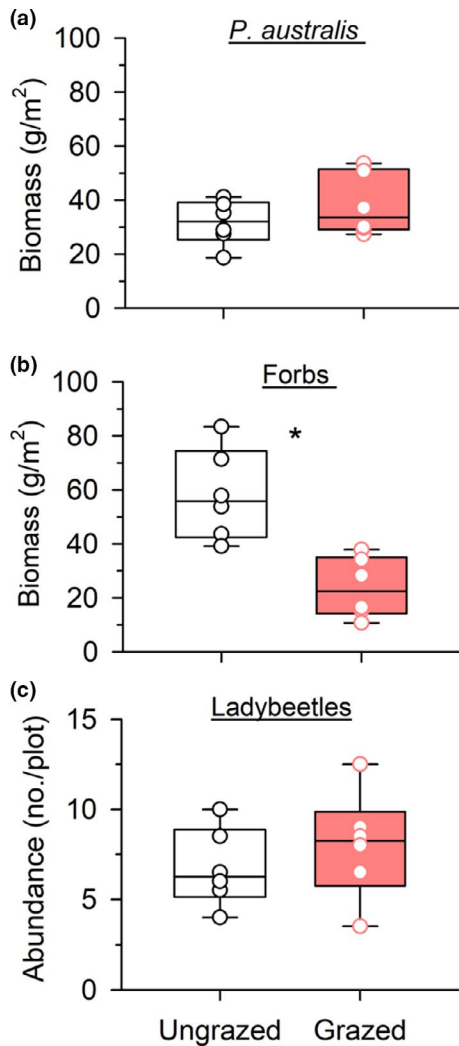 (a)
P. australis
100
80
60
40
20
0
Biomass (g/m²)
(b)
Forbs
100
80
60
40
20
0
*
Biomass (g/m²)
(c)
Ladybeetles
15
10
5
0
Abundance (no./plot)
Ungrazed Grazed